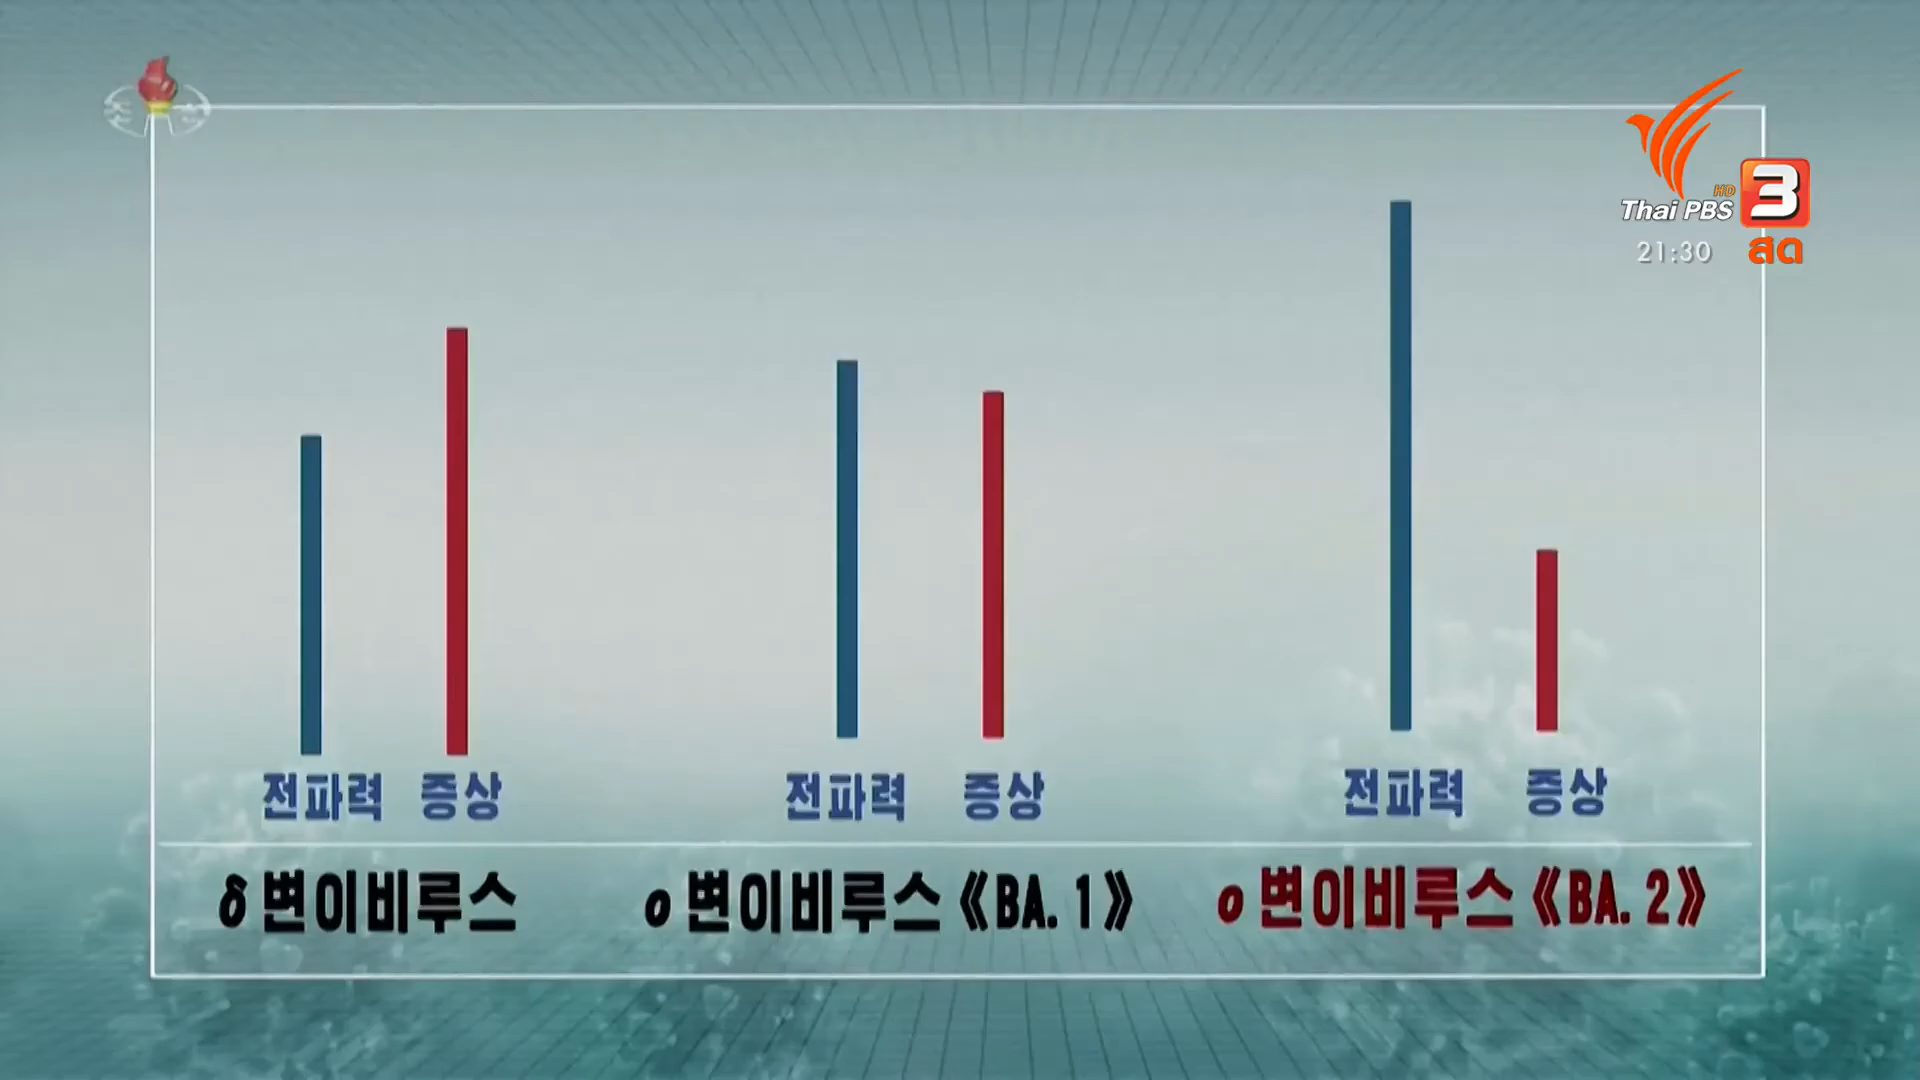 Thai PBS HD 3
21:30 สด
전파력 증상 전파력 증상 전파력 증상
δ 변이비루스 ο 변이비루스《BA.1》 ο 변이비루스《BA.2》